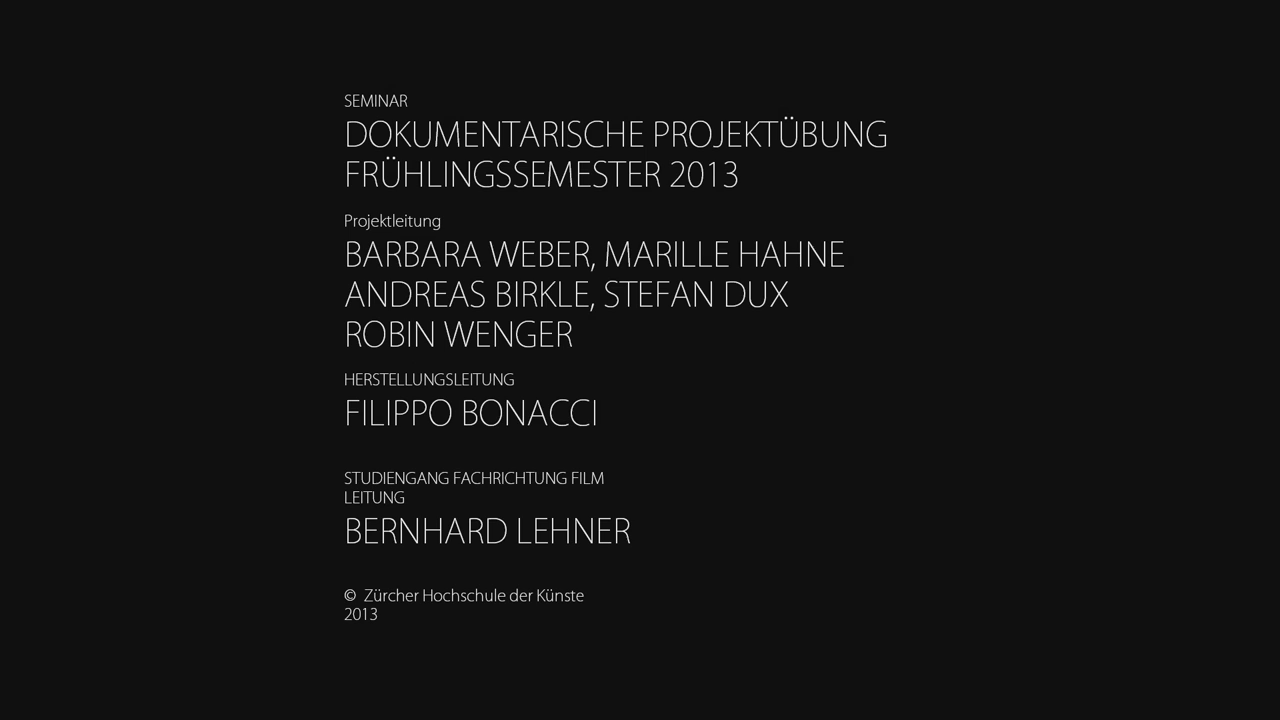 SEMINAR
DOKUMENTARISCHE PROJEKTÜBUNG
FRÜHLINGSSEMESTER 2013
Projektleitung
BARBARA WEBER, MARILLE HAHNE
ANDREAS BIRKLE, STEFAN DUX
ROBIN WENGER
HERSTELLUNGSLEITUNG
FILIPPO BONACCI
STUDIENGANG FACHRICHTUNG FILM
LEITUNG
BERNHARD LEHNER
© Zürcher Hochschule der Künste
2013